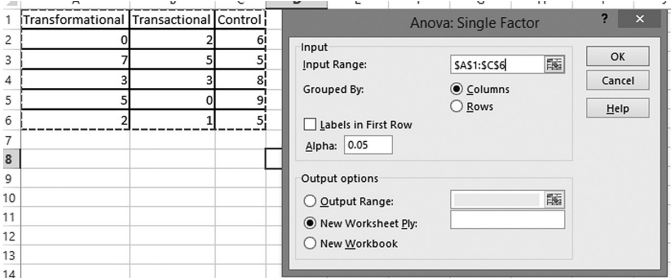 1 Transformational Transactional Control
2 0 2 6
3 7 5 5
4 3 3 8
5 5 0 9
6 2 1 5
7
8
9
10
11
12
13
14
Anova: Single Factor ? ×
Input
Input Range: $A$1:$C$6
Grouped By: Columns
Rows
Labels in First Row
Alpha: 0.05
Output options
Output Range:
New Worksheet Ply:
New Workbook
OK
Cancel
Help